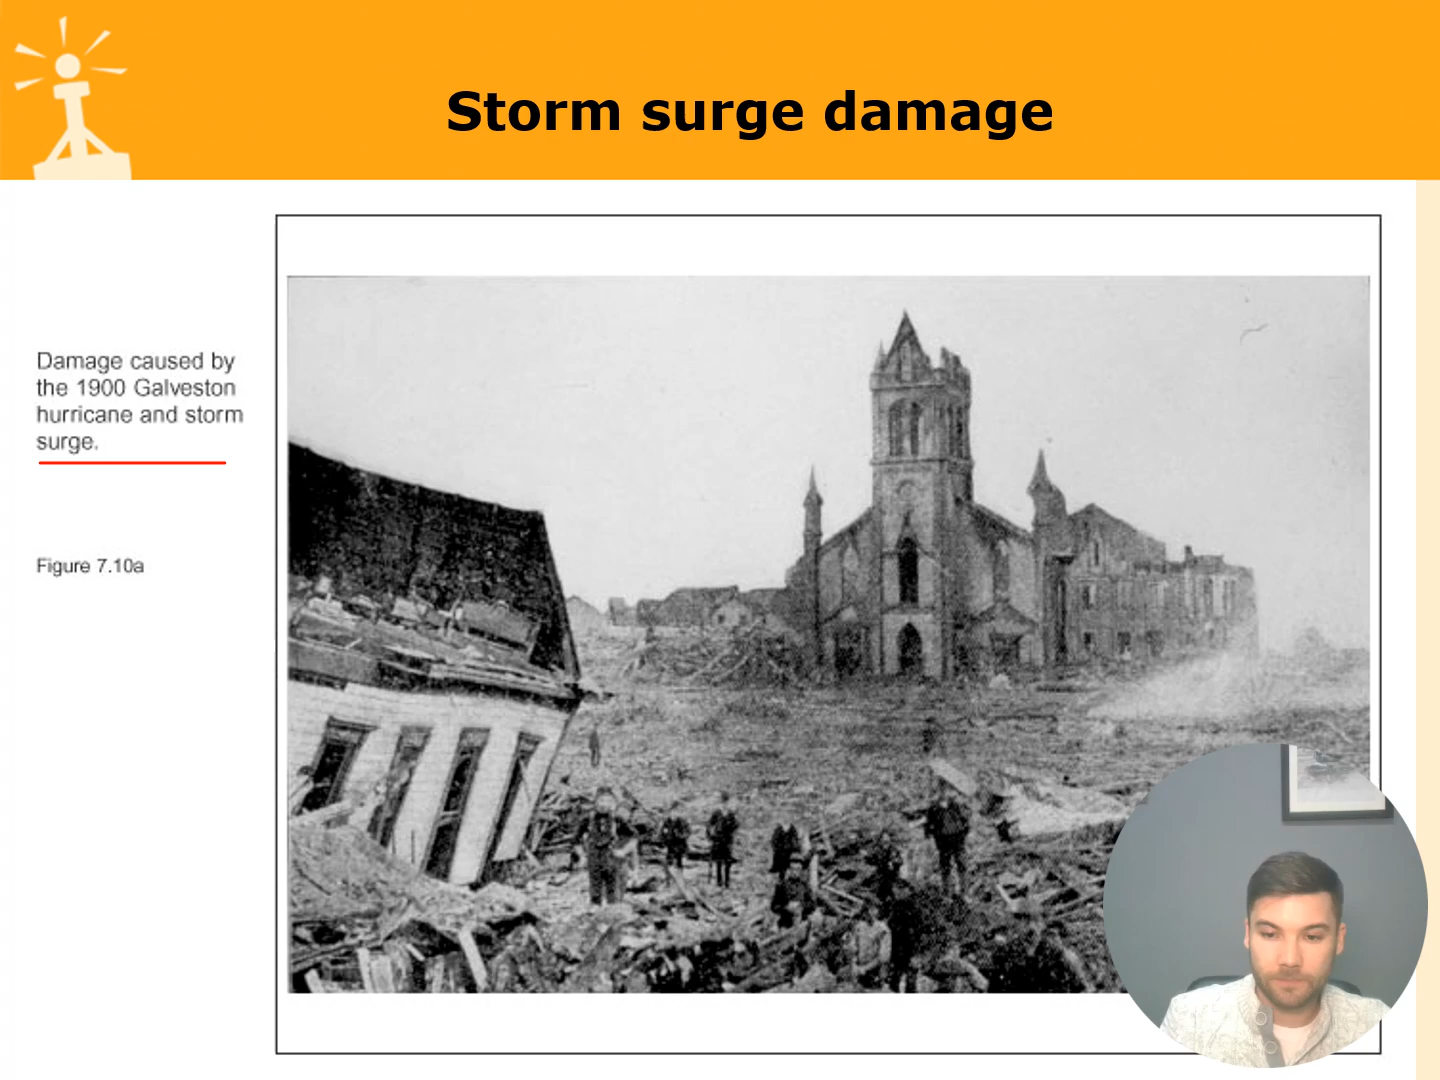 Storm surge damage
Damage caused by
the 1900 Galveston
hurricane and storm
surge.
Figure 7.10a